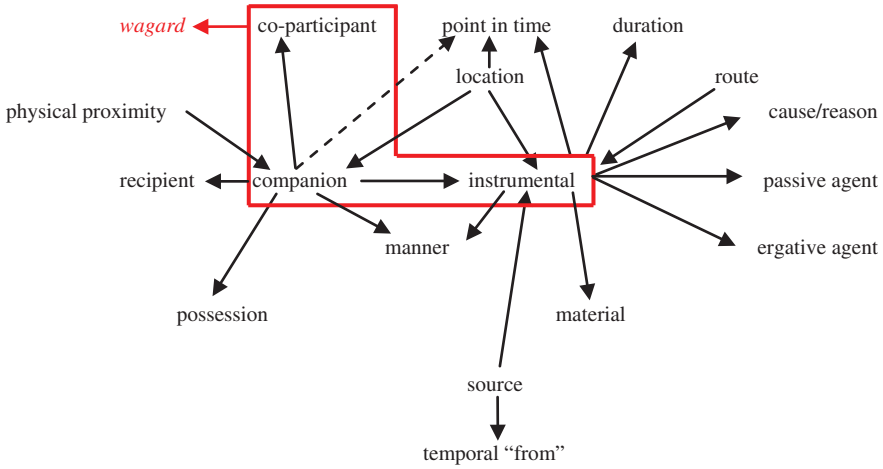 wagard
co-participant
point in time
duration
location
route
physical proximity
cause/reason
recipient
companion
instrumental
passive agent
manner
ergative agent
possession
material
source
temporal “from”